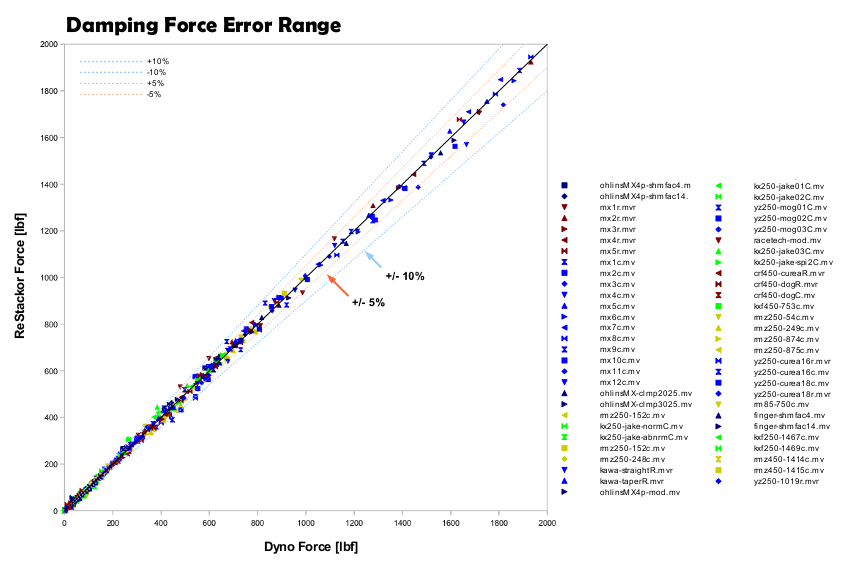 Damping Force Error Range
2000
1800
1600
1400
1200
1000
800
600
400
200
0
ReStackor Force [lbf]
+10%
-10%
+5%
-5%
+/- 10%
+/- 5%
0
200
400
600
800
1000
1200
1400
1600
1800
2000
Dyno Force [lbf]
ohlinsMX4p-shmfac4.m
ohlinsMX4p-shmfac14.
mx1r.mvr
mx2r.mvr
mx3r.mvr
mx4r.mvr
mx5r.mvr
mx1c.mv
mx2c.mv
mx3c.mv
mx4c.mv
mx5c.mv
mx6c.mv
mx7c.mv
mx8c.mv
mx9c.mv
mx10c.mv
mx11c.mv
mx12c.mv
ohlinsMX-clmp2025.mv
ohlinsMX-clmp3025.mv
rmz250-152c.mv
kx250-jake-normC.mv
kx250-jake-abnrmC.mv
rmz250-152c.mv
rmz250-248c.mv
kawa-straightR.mvr
kawa-taperR.mvr
ohlinsMX4p-mod.mv
kx250-jake01C.mv
kx250-jake02C.mv
yz250-mog01C.mv
yz250-mog02C.mv
yz250-mog03C.mv
racetech-mod.mv
kx250-jake03C.mv
kx250-jake-spi2C.mv
crf450-cureaR.mvr
crf450-dogR.mvr
crf450-dogC.mv
kxf450-753c.mv
rmz250-54c.mv
rmz250-249c.mv
rmz250-874c.mv
rmz250-875c.mv
yz250-curea16r.mvr
yz250-curea16c.mv
yz250-curea18c.mv
yz250-curea18r.mvr
rm85-750c.mv
finger-shmfac4.mv
finger-shmfac14.mv
kxf250-1467c.mv
kxf250-1469c.mv
rmz450-1414c.mv
rmz450-1415c.mv
yz250-1019r.mvr